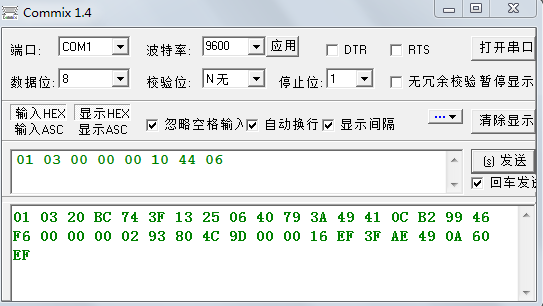 Commix 1.4
端口: COM1 波特率: 9600 应用 DTR RTS 打开串口
数据位: 8 校验位: N 无 停止位: 1 无冗余校验 暂停显示
输入HEX 显示HEX
输入ASC 显示ASC
忽略空格输入 自动换行 显示间隔 ... 清除显示
01 03 00 00 00 10 44 06
[s] 发送
回车发送
01 03 20 BC 74 3F 13 25 06 40 79 3A 49 41 0C B2 99 46
F6 00 00 00 02 93 80 4C 9D 00 00 16 EF 3F AE 49 0A 60
EF